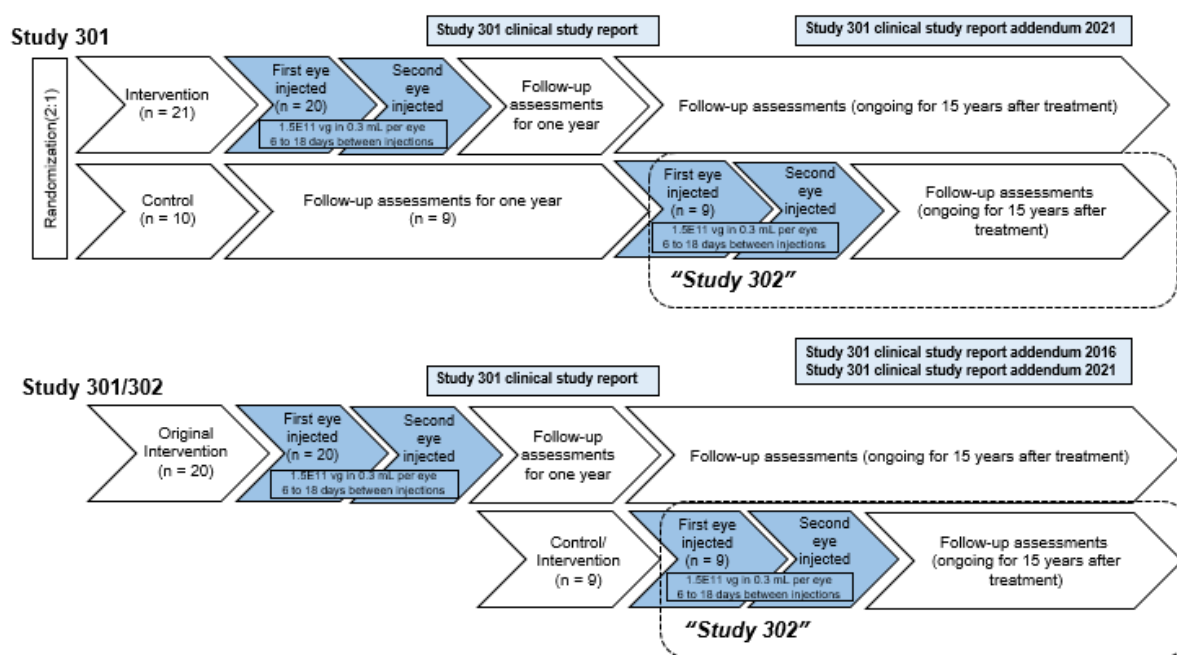 Study 301 clinical study report
Study 301 clinical study report addendum 2021
Study 301
Randomization(2:1)
Intervention
(n = 21)
First eye
injected
(n = 20)
Second
eye
injected
1.5E11 vg in 0.3 mL per eye
6 to 18 days between injections
Follow-up
assessments
for one year
Follow-up assessments (ongoing for 15 years after treatment)
Control
(n = 10)
Follow-up assessments for one year
(n = 9)
First eye
injected
(n = 9)
Second
eye
injected
1.5E11 vg in 0.3 mL per eye
6 to 18 days between injections
Follow-up assessments
(ongoing for 15 years after
treatment)
“Study 302”
Study 301/302
Study 301 clinical study report
Study 301 clinical study report addendum 2016
Study 301 clinical study report addendum 2021
Original
Intervention
(n = 20)
First eye
injected
(n = 20)
Second
eye
injected
1.5E11 vg in 0.3 mL per eye
6 to 18 days between injections
Follow-up
assessments
for one year
Follow-up assessments (ongoing for 15 years after treatment)
Control/
Intervention
(n = 9)
First eye
injected
(n = 9)
Second
eye
injected
1.5E11 vg in 0.3 mL per eye
6 to 18 days between injections
Follow-up assessments
(ongoing for 15 years after
treatment)
“Study 302”